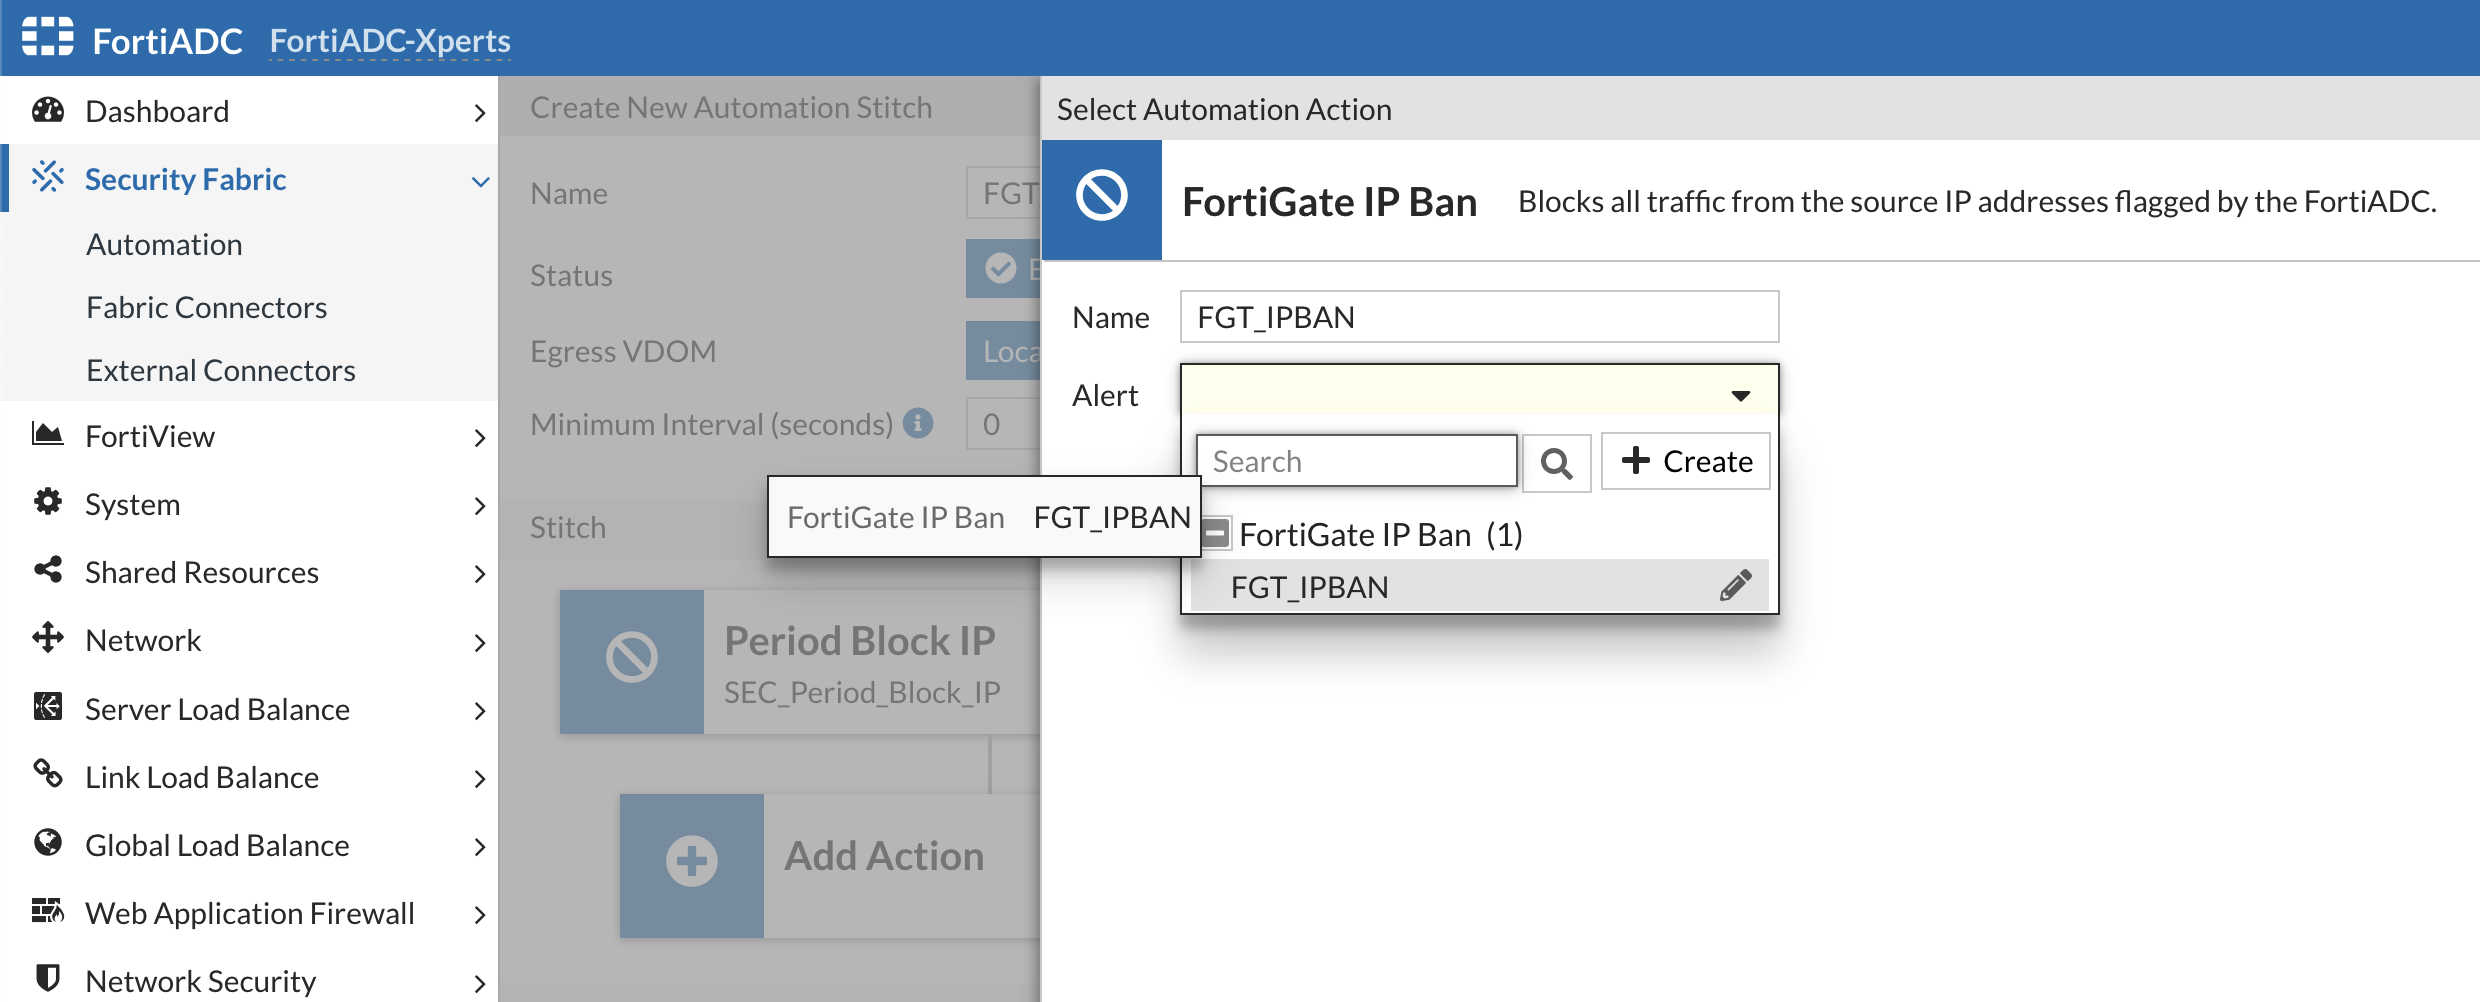 FortiADC FortiADC-Xperts
Dashboard
Security Fabric
Automation
Fabric Connectors
External Connectors
FortiView
System
Shared Resources
Network
Server Load Balance
Link Load Balance
Global Load Balance
Web Application Firewall
Network Security
Create New Automation Stitch
Name FGT
Status
Egress VDOM Loca
Minimum Interval (seconds) 0
Stitch
Period Block IP
SEC_Period_Block_IP
Add Action
FortiGate IP Ban FGT_IPBAN
Select Automation Action
FortiGate IP Ban Blocks all traffic from the source IP addresses flagged by the FortiADC.
Name FGT_IPBAN
Alert
Search Create
FortiGate IP Ban (1)
FGT_IPBAN